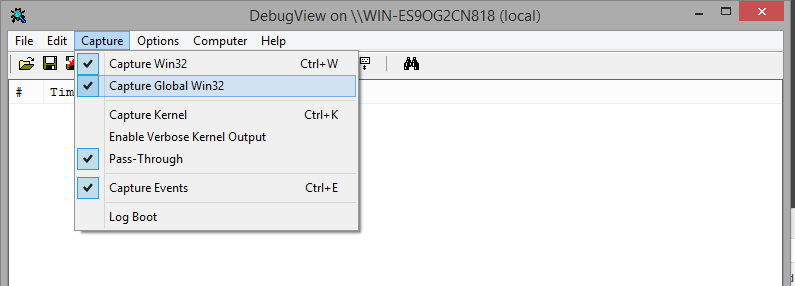 DebugView on \\WIN-ES9OG2CN818 (local)
File Edit Capture Options Computer Help
Capture Win32 Ctrl+W
# Capture Global Win32
Capture Kernel Ctrl+K
Enable Verbose Kernel Output
Pass-Through
Capture Events Ctrl+E
Log Boot